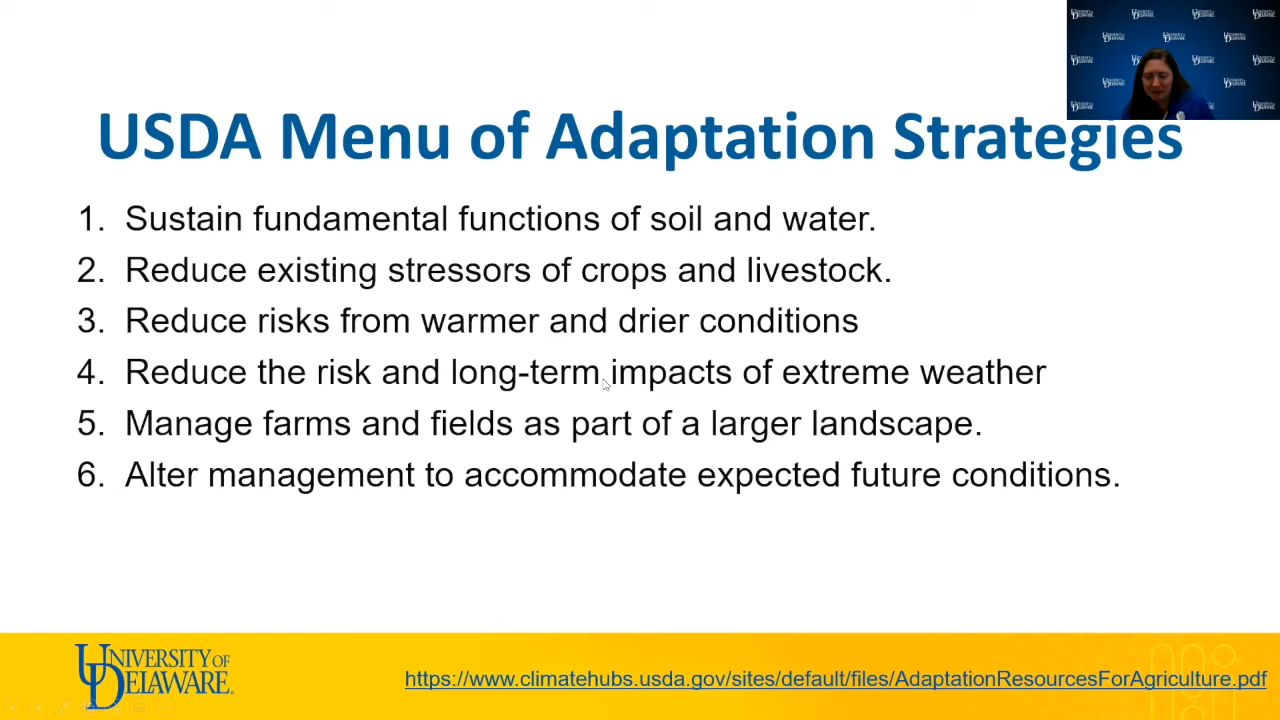 USDA Menu of Adaptation Strategies
1. Sustain fundamental functions of soil and water.
2. Reduce existing stressors of crops and livestock.
3. Reduce risks from warmer and drier conditions
4. Reduce the risk and long-term impacts of extreme weather
5. Manage farms and fields as part of a larger landscape.
6. Alter management to accommodate expected future conditions.
UNIVERSITY OF
DELAWARE
https://www.climatehubs.usda.gov/sites/default/files/AdaptationResourcesForAgriculture.pdf